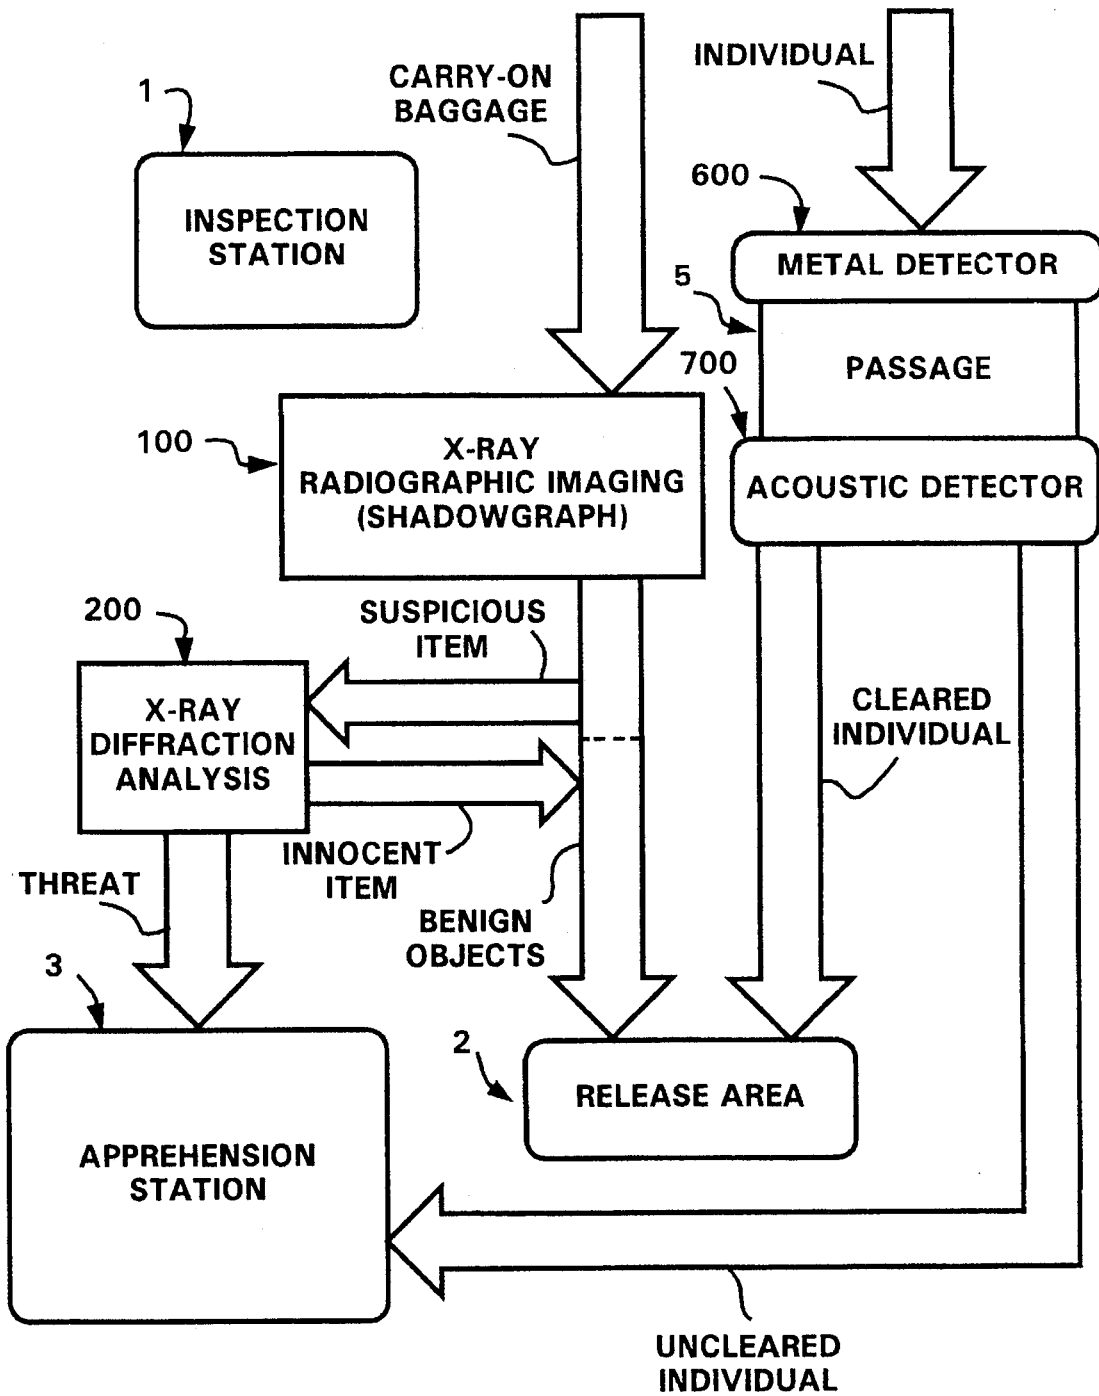 CARRY-ON
BAGGAGE
INDIVIDUAL
1
INSPECTION
STATION
600
METAL DETECTOR
5
PASSAGE
700
ACOUSTIC DETECTOR
100
X-RAY
RADIOGRAPHIC IMAGING
(SHADOWGRAPH)
200
SUSPICIOUS
ITEM
X-RAY
DIFFRACTION
ANALYSIS
CLEARED
INDIVIDUAL
INNOCENT
ITEM
THREAT
BENIGN
OBJECTS
3
2
RELEASE AREA
APPREHENSION
STATION
UNCLEARED
INDIVIDUAL